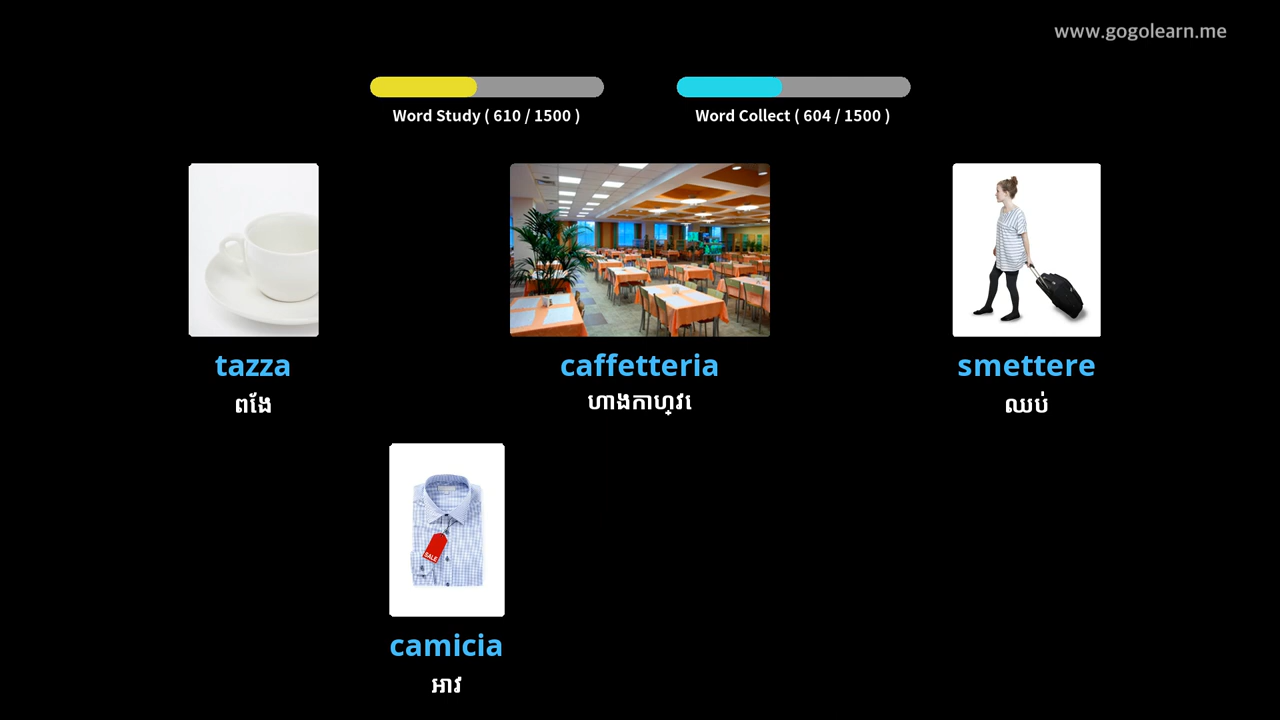 www.gogolearn.me
Word Study ( 610 / 1500 )
Word Collect ( 604 / 1500 )
tazza
caffetteria
smettere
ពងែ
ហាងកាហ្វេ
ឈប់
SALE
camicia
អាវ